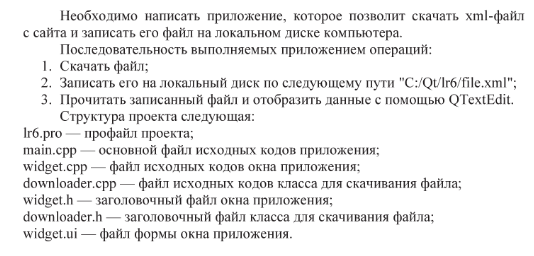 Необходимо написать приложение, которое позволит скачать xml-файл
с сайта и записать его файл на локальном диске компьютера.
Последовательность выполняемых приложением операций:
1. Скачать файл;
2. Записать его на локальный диск по следующему пути "C:/Qt/lr6/file.xml";
3. Прочитать записанный файл и отобразить данные с помощью QTextEdit.
Структура проекта следующая:
lr6.pro — профайл проекта;
main.cpp — основной файл исходных кодов приложения;
widget.cpp — файл исходных кодов окна приложения;
downloader.cpp — файл исходных кодов класса для скачивания файла;
widget.h — заголовочный файл окна приложения;
downloader.h — заголовочный файл класса для скачивания файла;
widget.ui — файл формы окна приложения.